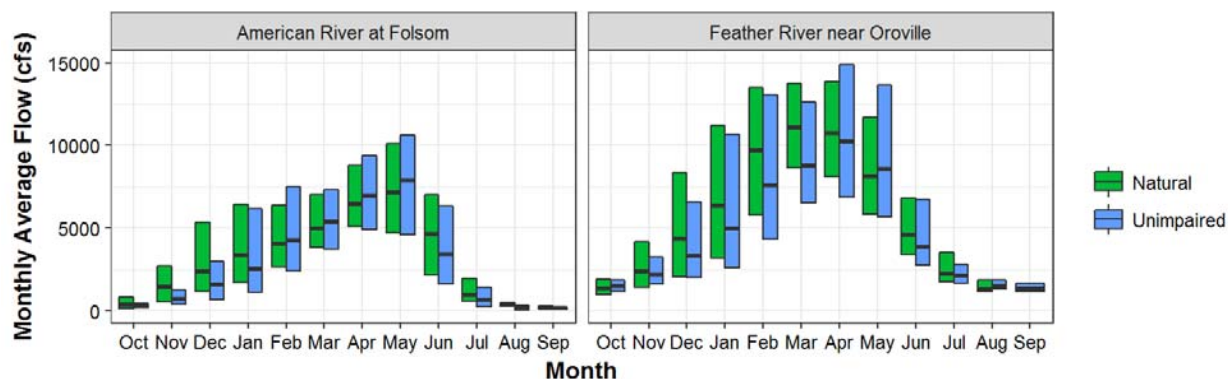 American River at Folsom
Feather River near Oroville
Monthly Average Flow (cfs)
15000
10000
5000
0
Oct Nov Dec Jan Feb Mar Apr May Jun Jul Aug Sep
Oct Nov Dec Jan Feb Mar Apr May Jun Jul Aug Sep
Month
Natural
Unimpaired